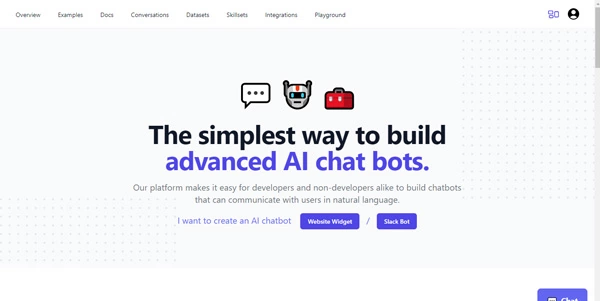 Overview Examples Docs Conversations Datasets Skillsets Integrations Playground
The simplest way to build
advanced AI chat bots.
Our platform makes it easy for developers and non-developers alike to build chatbots
that can communicate with users in natural language.
I want to create an AI chatbot Website Widget / Slack Bot
Chat